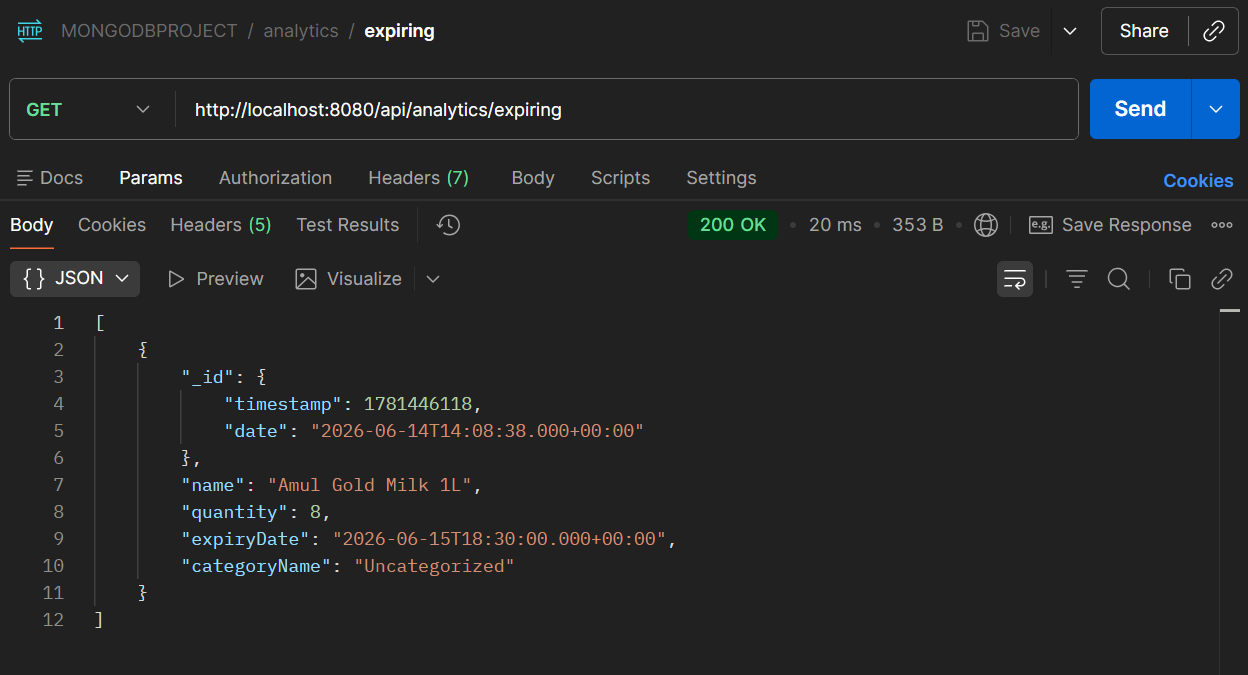 HTTP MONGODBPROJECT / analytics / expiring Save Share
GET http://localhost:8080/api/analytics/expiring Send
Docs Params Authorization Headers (7) Body Scripts Settings Cookies
Body Cookies Headers (5) Test Results 200 OK • 20 ms • 353 B • e.g. Save Response
{} JSON Preview Visualize
1 [
2 {
3 "_id": {
4 "timestamp": 1781446118,
5 "date": "2026-06-14T14:08:38.000+00:00"
6 },
7 "name": "Amul Gold Milk 1L",
8 "quantity": 8,
9 "expiryDate": "2026-06-15T18:30:00.000+00:00",
10 "categoryName": "Uncategorized"
11 }
12 ]